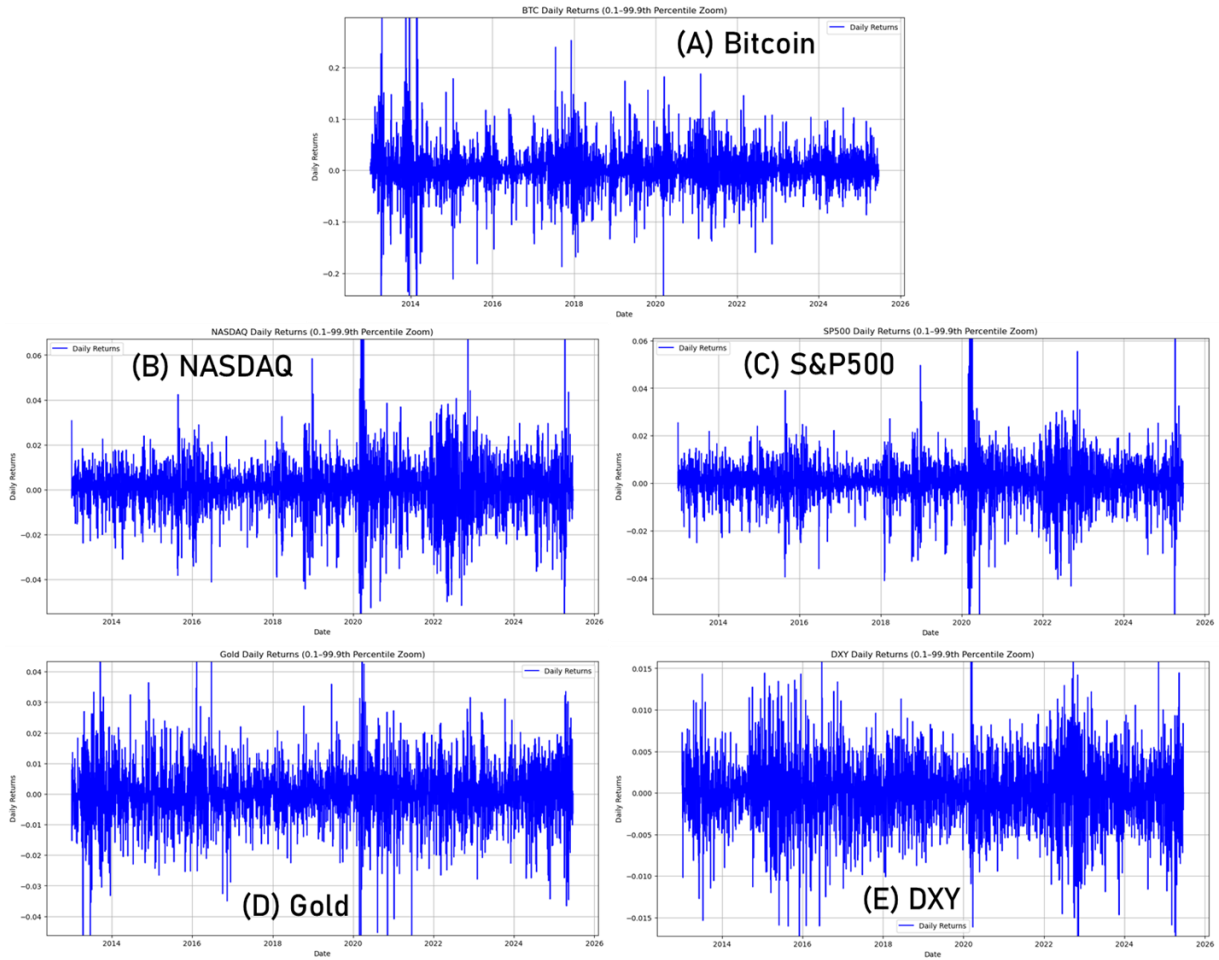 BTC Daily Returns (0.1–99.9th Percentile Zoom)
(A) Bitcoin
Daily Returns
Daily Returns
0.2
0.1
0.0
−0.1
−0.2
2014 2016 2018 2020 2022 2024 2026
Date
NASDAQ Daily Returns (0.1–99.9th Percentile Zoom)
(B) NASDAQ
Daily Returns
Daily Returns
0.06
0.04
0.02
0.00
−0.02
−0.04
2014 2016 2018 2020 2022 2024 2026
Date
SP500 Daily Returns (0.1–99.9th Percentile Zoom)
(C) S&P500
Daily Returns
Daily Returns
0.06
0.04
0.02
0.00
−0.02
−0.04
2014 2016 2018 2020 2022 2024 2026
Date
Gold Daily Returns (0.1–99.9th Percentile Zoom)
Daily Returns
Daily Returns
0.04
0.03
0.02
0.01
0.00
−0.01
−0.02
−0.03
−0.04
(D) Gold
2014 2016 2018 2020 2022 2024 2026
Date
DXY Daily Returns (0.1–99.9th Percentile Zoom)
Daily Returns
0.015
0.010
0.005
0.000
−0.005
−0.010
−0.015
(E) DXY
Daily Returns
2014 2016 2018 2020 2022 2024 2026
Date